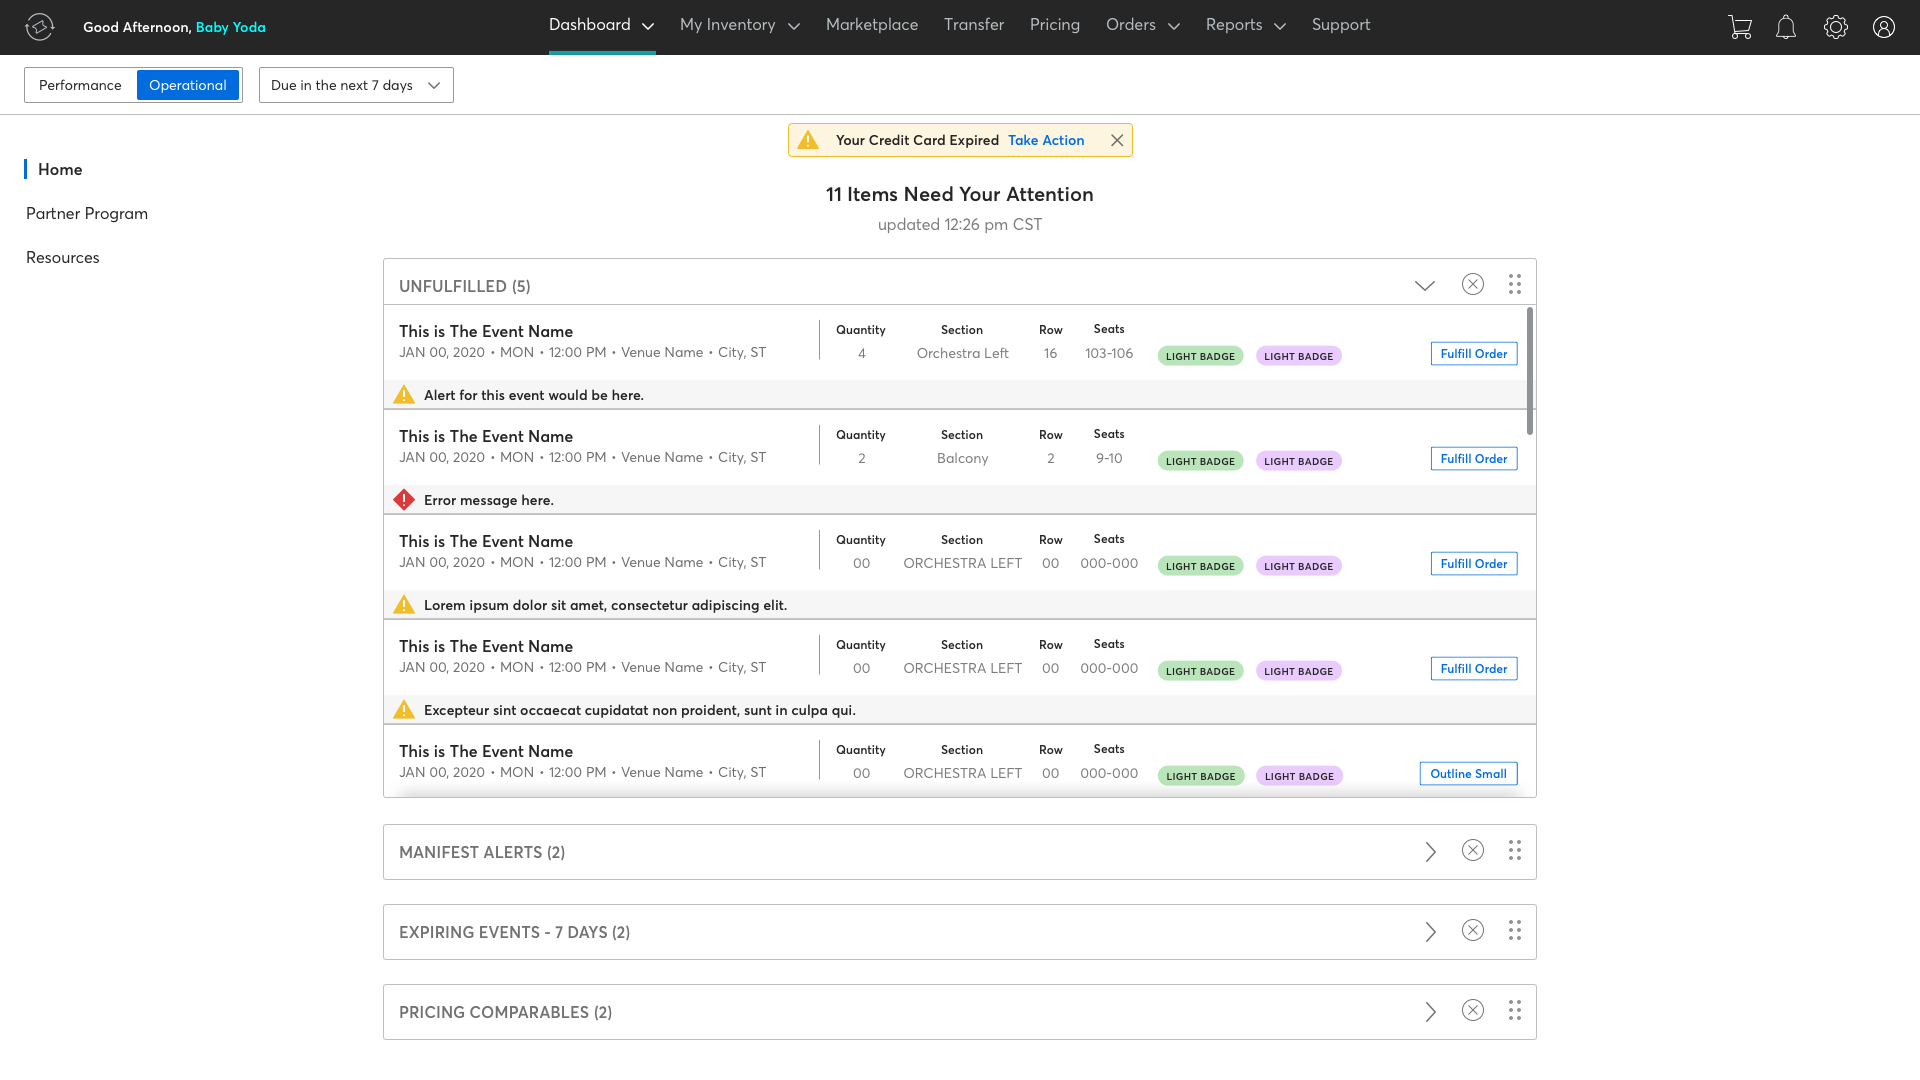 Good Afternoon, Baby Yoda
Dashboard My Inventory Marketplace Transfer Pricing Orders Reports Support
Performance Operational Due in the next 7 days
Your Credit Card Expired Take Action
Home
Partner Program
Resources
11 Items Need Your Attention
updated 12:26 pm CST
UNFULFILLED (5)
This is The Event Name Quantity Section Row Seats
JAN 00, 2020 • MON • 12:00 PM • Venue Name • City, ST 4 Orchestra Left 16 103-106 LIGHT BADGE LIGHT BADGE Fulfill Order
Alert for this event would be here.
This is The Event Name Quantity Section Row Seats
JAN 00, 2020 • MON • 12:00 PM • Venue Name • City, ST 2 Balcony 2 9-10 LIGHT BADGE LIGHT BADGE Fulfill Order
Error message here.
This is The Event Name Quantity Section Row Seats
JAN 00, 2020 • MON • 12:00 PM • Venue Name • City, ST 00 ORCHESTRA LEFT 00 000-000 LIGHT BADGE LIGHT BADGE Fulfill Order
Lorem ipsum dolor sit amet, consectetur adipiscing elit.
This is The Event Name Quantity Section Row Seats
JAN 00, 2020 • MON • 12:00 PM • Venue Name • City, ST 00 ORCHESTRA LEFT 00 000-000 LIGHT BADGE LIGHT BADGE Fulfill Order
Excepteur sint occaecat cupidatat non proident, sunt in culpa qui.
This is The Event Name Quantity Section Row Seats
JAN 00, 2020 • MON • 12:00 PM • Venue Name • City, ST 00 ORCHESTRA LEFT 00 000-000 LIGHT BADGE LIGHT BADGE Outline Small
MANIFEST ALERTS (2)
EXPIRING EVENTS - 7 DAYS (2)
PRICING COMPARABLES (2)